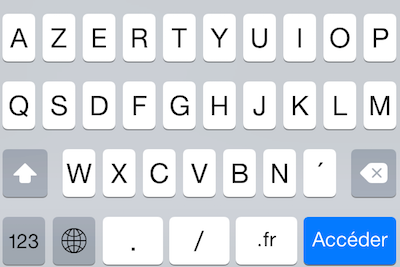 A Z E R T Y U I O P
Q S D F G H J K L M
W X C V B N ´
123 . / .fr Accéder